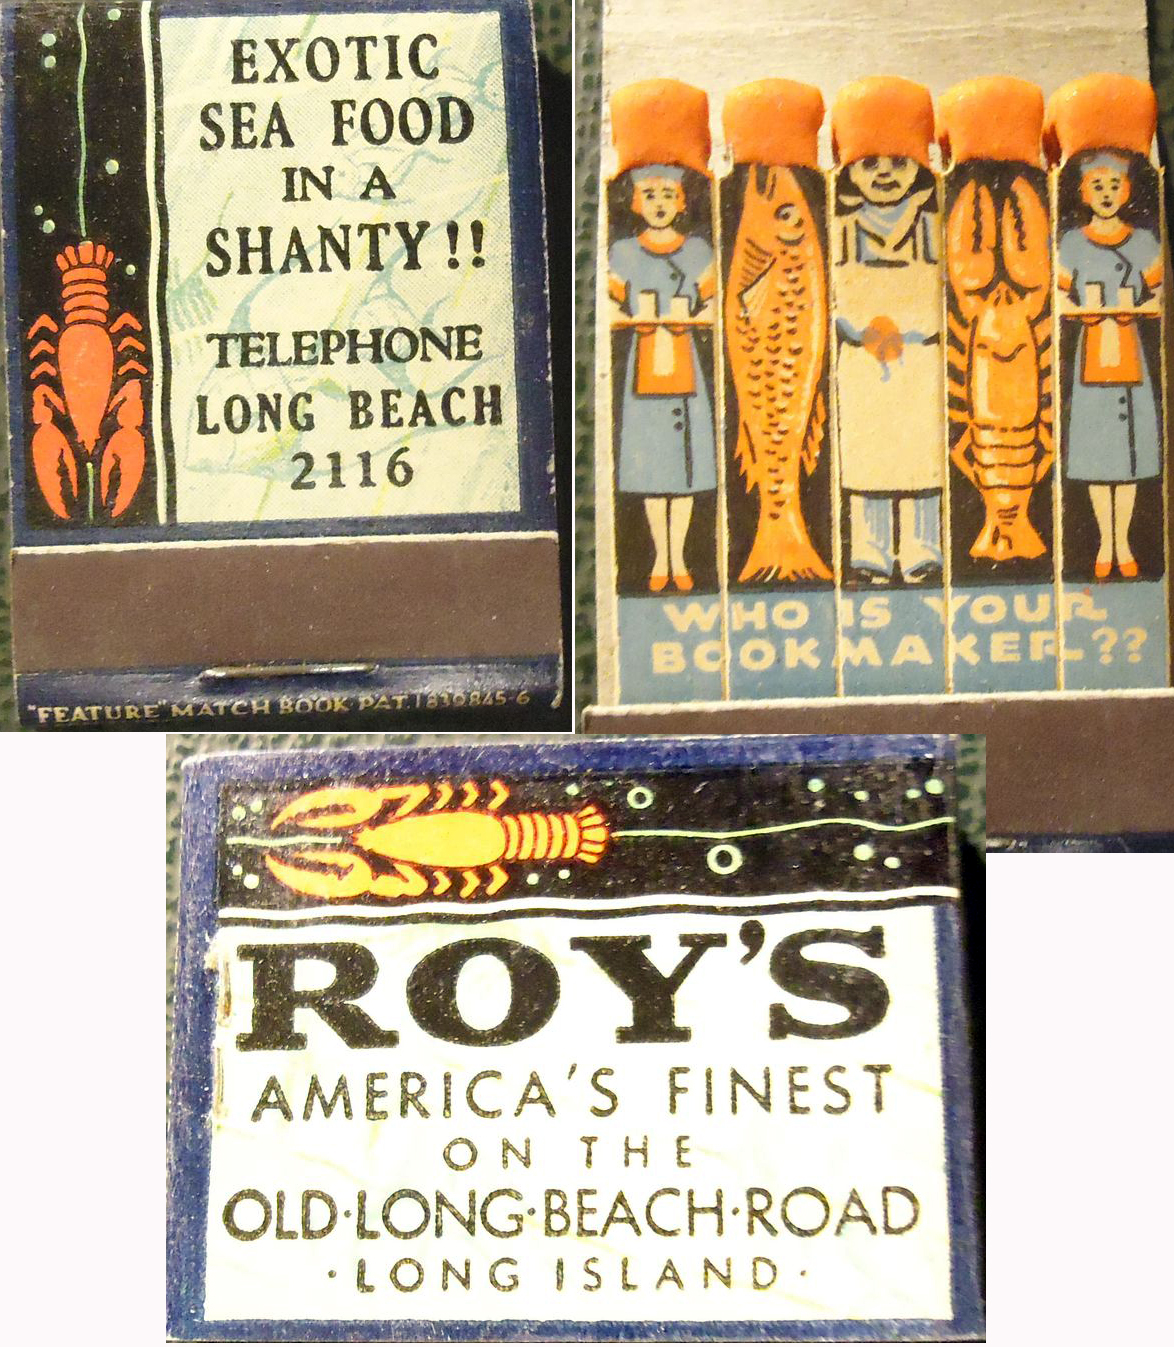 EXOTIC
SEA FOOD
IN A
SHANTY!!
TELEPHONE
LONG BEACH
2116
"FEATURE" MATCH BOOK PAT. 1839845-6
WHO IS YOUR
BOOKMAKER??
ROY'S
AMERICA'S FINEST
ON THE
OLD·LONG·BEACH·ROAD
·LONG ISLAND·